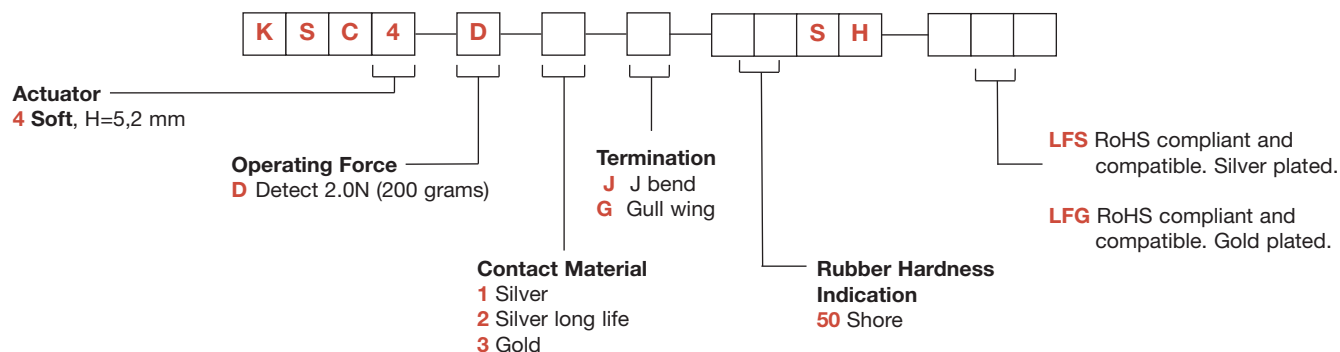 K S C 4 D S H
Actuator
4 Soft, H=5,2 mm
Operating Force
D Detect 2.0N (200 grams)
Contact Material
1 Silver
2 Silver long life
3 Gold
Termination
J J bend
G Gull wing
Rubber Hardness
Indication
50 Shore
LFS RoHS compliant and
compatible. Silver plated.
LFG RoHS compliant and
compatible. Gold plated.